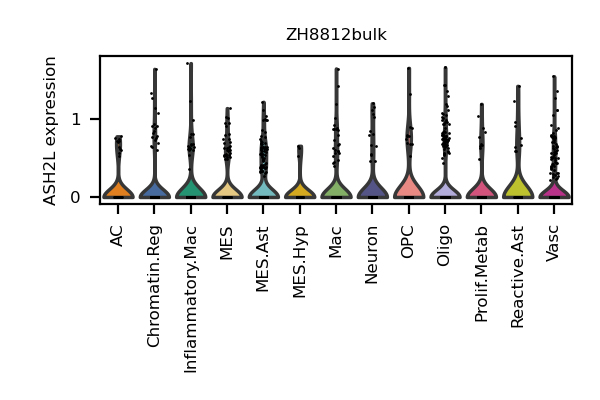 ZH8812bulk
ASH2L expression
1
0
AC
Chromatin.Reg
Inflammatory.Mac
MES
MES.Ast
MES.Hyp
Mac
Neuron
OPC
Oligo
Prolif.Metab
Reactive.Ast
Vasc